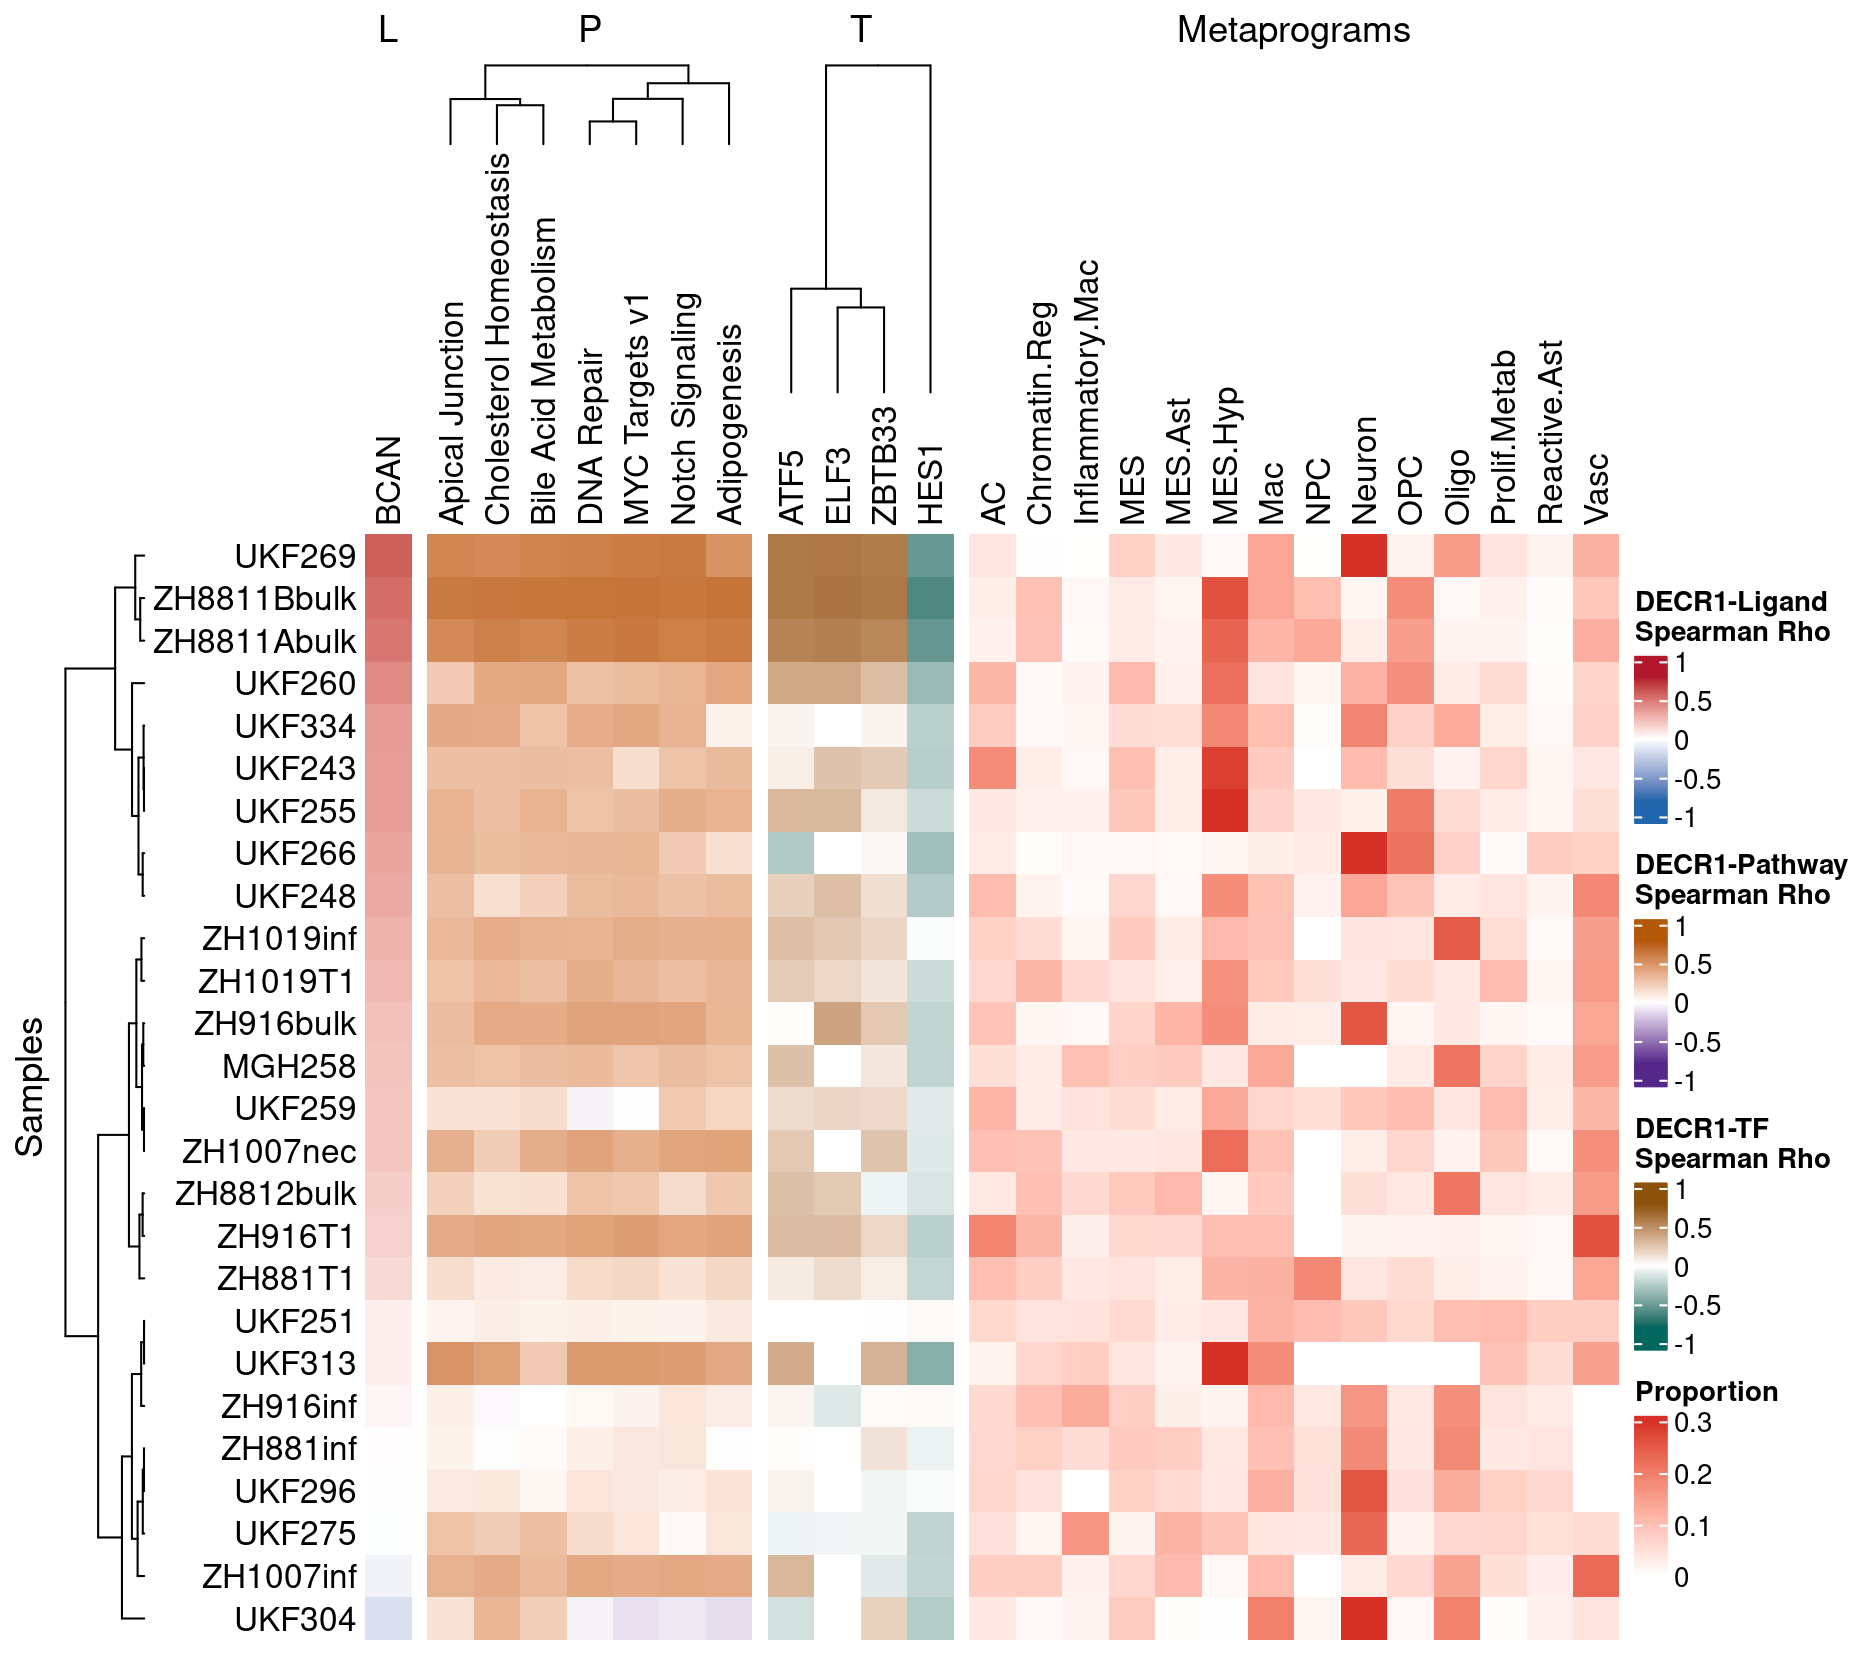 L P T Metaprograms
BCAN
Apical Junction
Cholesterol Homeostasis
Bile Acid Metabolism
DNA Repair
MYC Targets v1
Notch Signaling
Adipogenesis
ATF5
ELF3
ZBTB33
HES1
AC
Chromatin.Reg
Inflammatory.Mac
MES
MES.Ast
MES.Hyp
Mac
NPC
Neuron
OPC
Oligo
Prolif.Metab
Reactive.Ast
Vasc
Samples
UKF269
ZH8811Bbulk
ZH8811Abulk
UKF260
UKF334
UKF243
UKF255
UKF266
UKF248
ZH1019inf
ZH1019T1
ZH916bulk
MGH258
UKF259
ZH1007nec
ZH8812bulk
ZH916T1
ZH881T1
UKF251
UKF313
ZH916inf
ZH881inf
UKF296
UKF275
ZH1007inf
UKF304
DECR1-Ligand
Spearman Rho
1
0.5
0
-0.5
-1
DECR1-Pathway
Spearman Rho
1
0.5
0
-0.5
-1
DECR1-TF
Spearman Rho
1
0.5
0
-0.5
-1
Proportion
0.3
0.2
0.1
0